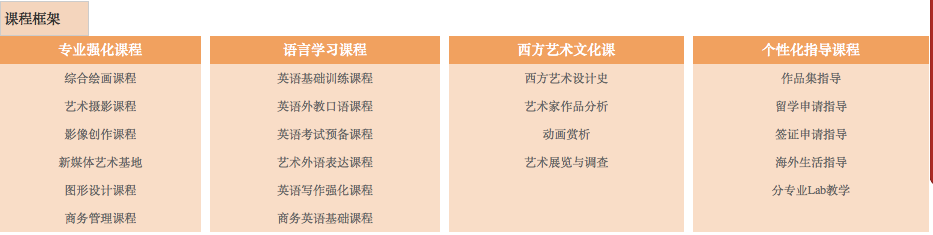 课程框架
专业强化课程 语言学习课程 西方艺术文化课 个性化指导课程
综合绘画课程 英语基础训练课程 西方艺术设计史 作品集指导
艺术摄影课程 英语外教口语课程 艺术家作品分析 留学申请指导
影像创作课程 英语考试预备课程 动画赏析 签证申请指导
新媒体艺术基地 艺术外语表达课程 艺术展览与调查 海外生活指导
图形设计课程 英语写作强化课程 分专业Lab教学
商务管理课程 商务英语基础课程